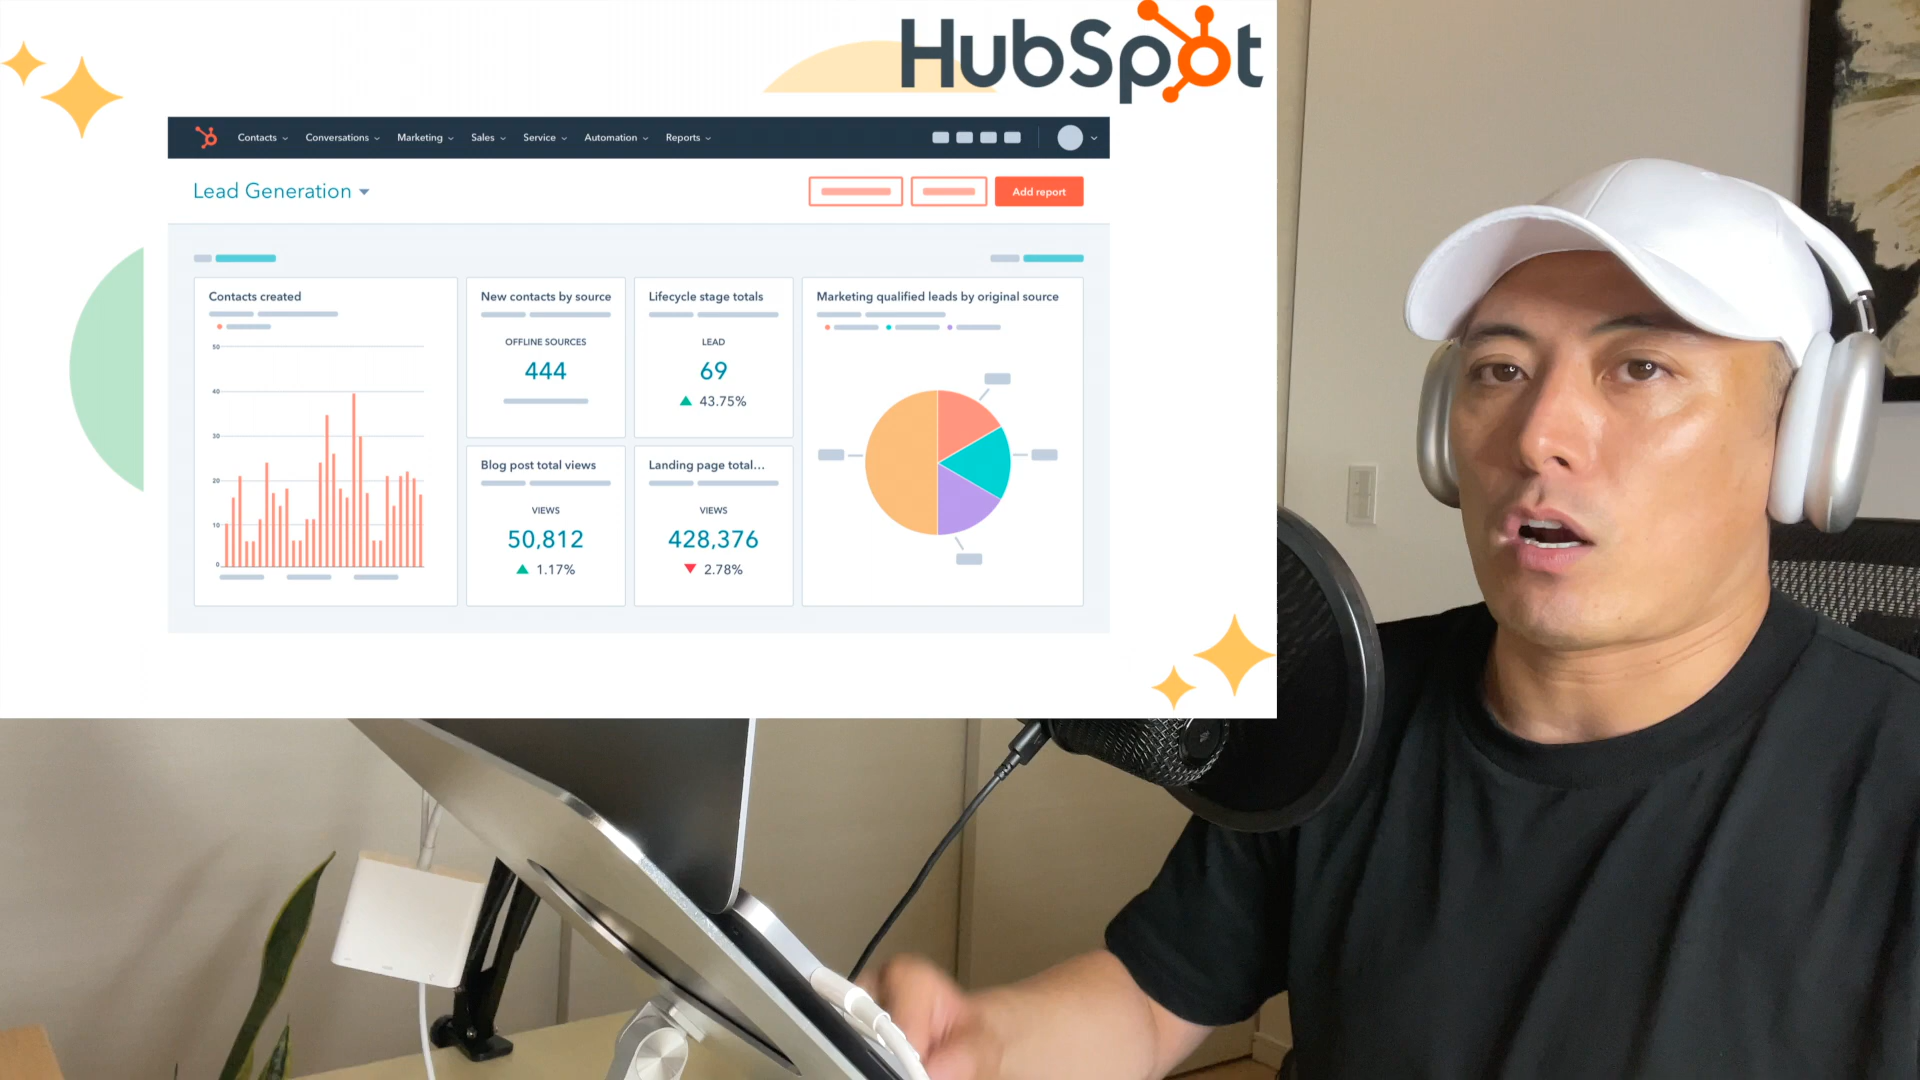 HubSpot
Contacts Conversations Marketing Sales Service Automation Reports
Lead Generation
Add report
Contacts created
50
40
30
20
10
0
New contacts by source
OFFLINE SOURCES
444
Lifecycle stage totals
LEAD
69
43.75%
Blog post total views
VIEWS
50,812
1.17%
Landing page total...
VIEWS
428,376
2.78%
Marketing qualified leads by original source